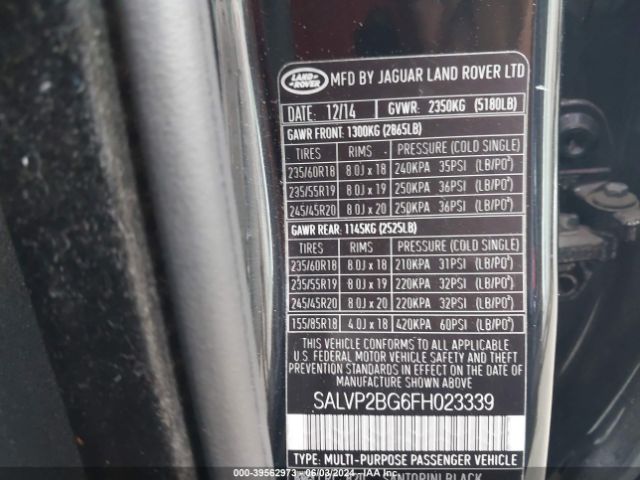 LAND ROVER
MFD BY JAGUAR LAND ROVER LTD
DATE: 12/14 GVWR: 2350KG (5180LB)
GAWR FRONT: 1300KG (2865LB)
TIRES RIMS PRESSURE (COLD SINGLE)
235/60R18 8.0J x 18 240KPA 35PSI (LB/PO²)
235/55R19 8.0J x 19 250KPA 36PSI (LB/PO²)
245/45R20 8.0J x 20 250KPA 36PSI (LB/PO²)
GAWR REAR: 1145KG (2525LB)
TIRES RIMS PRESSURE (COLD SINGLE)
235/60R18 8.0J x 18 210KPA 31PSI (LB/PO²)
235/55R19 8.0J x 19 220KPA 32PSI (LB/PO²)
245/45R20 8.0J x 20 220KPA 32PSI (LB/PO²)
155/85R18 4.0J x 18 420KPA 60PSI (LB/PO²)
THIS VEHICLE CONFORMS TO ALL APPLICABLE
U.S. FEDERAL MOTOR VEHICLE SAFETY AND THEFT
PREVENTION STANDARDS IN EFFECT ON THE DATE OF
MANUFACTURE SHOWN ABOVE
SALVP2BG6FH023339
TYPE: MULTI-PURPOSE PASSENGER VEHICLE
SANTORINI BLACK
000-39562973 - 06/03/2024 -